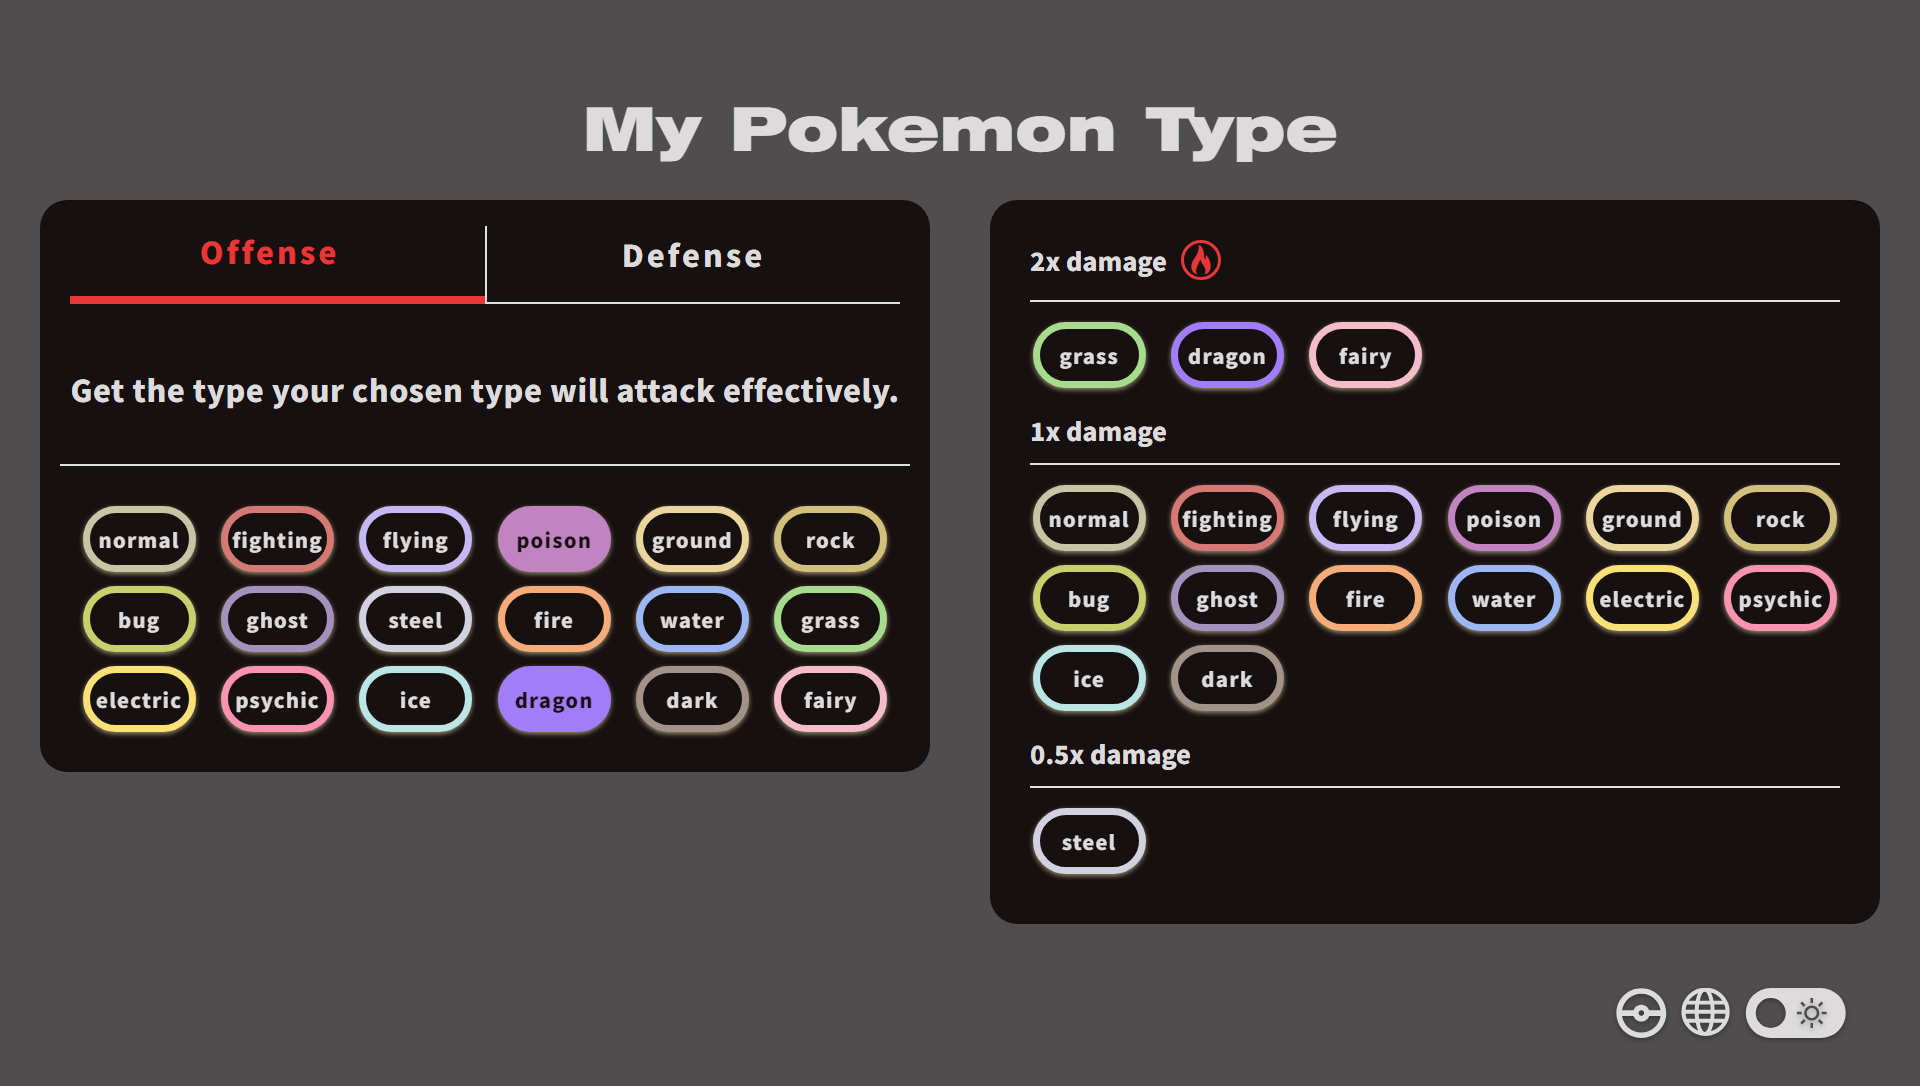 My Pokemon Type
Offense
Defense
Get the type your chosen type will attack effectively.
normal fighting flying poison ground rock
bug ghost steel fire water grass
electric psychic ice dragon dark fairy
2x damage
grass dragon fairy
1x damage
normal fighting flying poison ground rock
bug ghost fire water electric psychic
ice dark
0.5x damage
steel